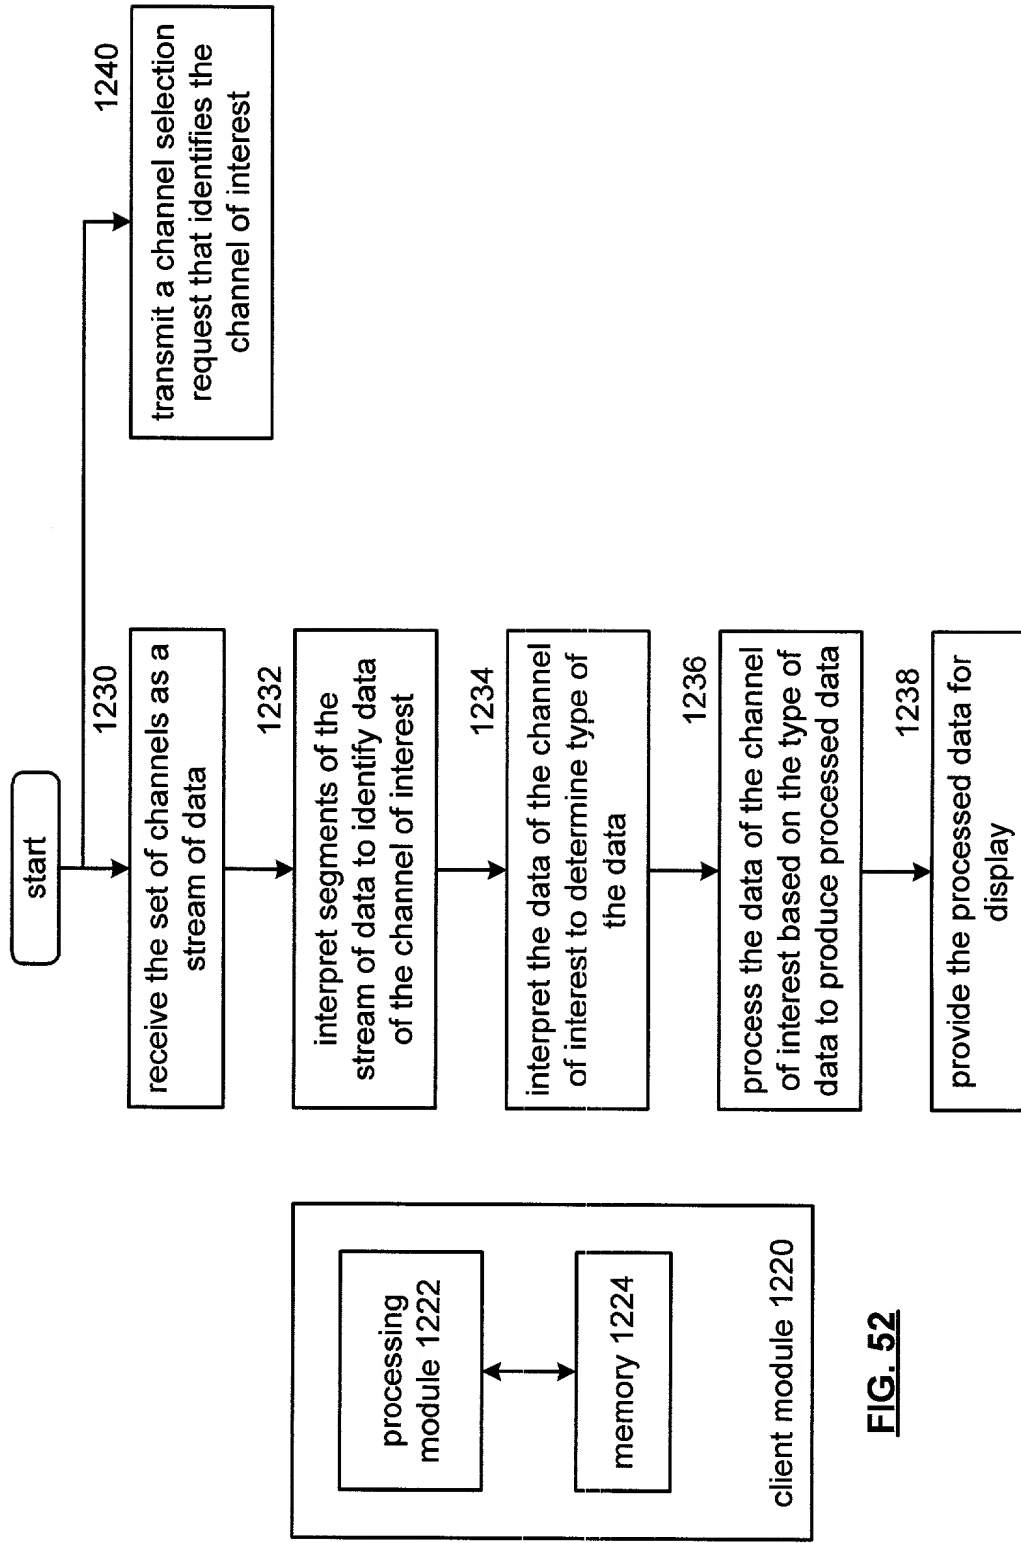 start
1230
receive the set of channels as a
stream of data
1240
transmit a channel selection
request that identifies the
channel of interest
1232
interpret segments of the
stream of data to identify data
of the channel of interest
1234
interpret the data of the channel
of interest to determine type of
the data
1236
process the data of the channel
of interest based on the type of
data to produce processed data
1238
provide the processed data for
display
processing
module 1222
memory 1224
client module 1220
FIG. 52